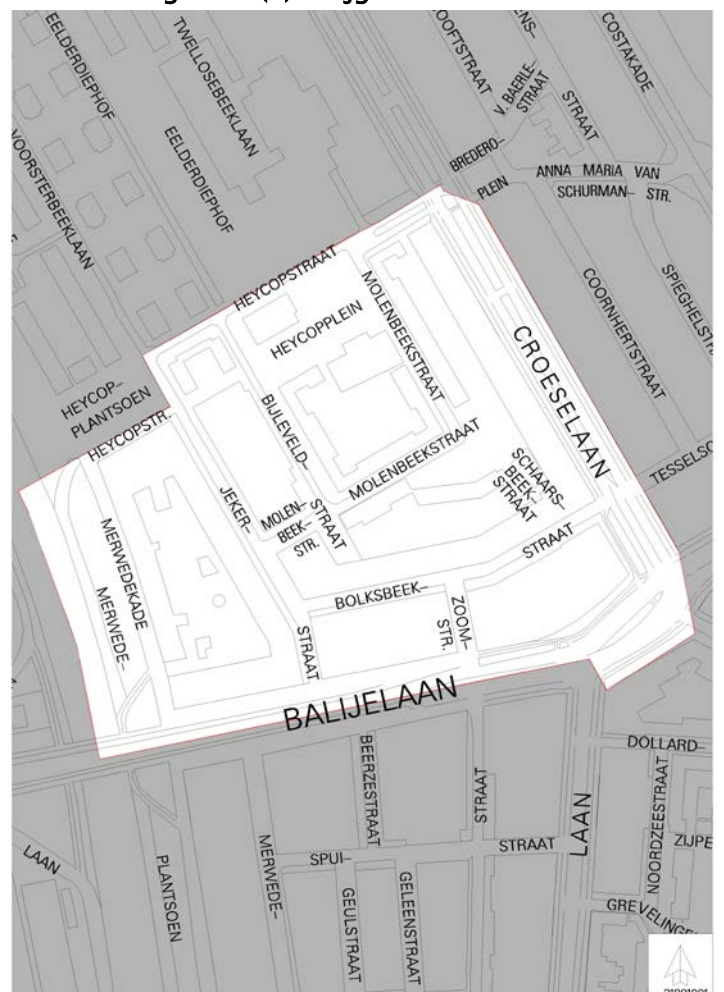 EELDERDIEPHOF
TWELLOSEBEEKLAAN
OOFTSTRAAT
ENS-
STRAAT
COSTAKADE
V. BAERLE-
STRAAT
VOORSTERBEEKLAAN
EELDERDIEPHOF
BREDERO-
PLEIN
ANNA MARIA VAN
SCHURMAN- STR.
SPIEGHELSTR
COORNHERTSTRAAT
TESSELSC
HEYCOPSTRAAT
HEYCOPPLEIN
MOLENBEEKSTRAAT
CROESELAAN
HEYCOP-
PLANTSOEN
HEYCOPSTR.
BIJLEVELD-
STRAAT
MOLENBEEKSTRAAT
SCHAARS-
BEEK-
STRAAT
JEKER-
STRAAT
MOLEN-
BEEK-
STR.
MERWEDEKADE
MERWEDE-
BOLKSBEEK-
STRAAT
ZOOM-
STR.
BALIJELAAN
BEERZESTRAAT
STRAAT
LAAN
DOLLARD-
NOORDZEESTRAAT
ZIJPE
LAAN
PLANTSOEN
MERWEDE-
SPUI-
STRAAT
GEULSTRAAT
GELEENSTRAAT
GREVELINGE